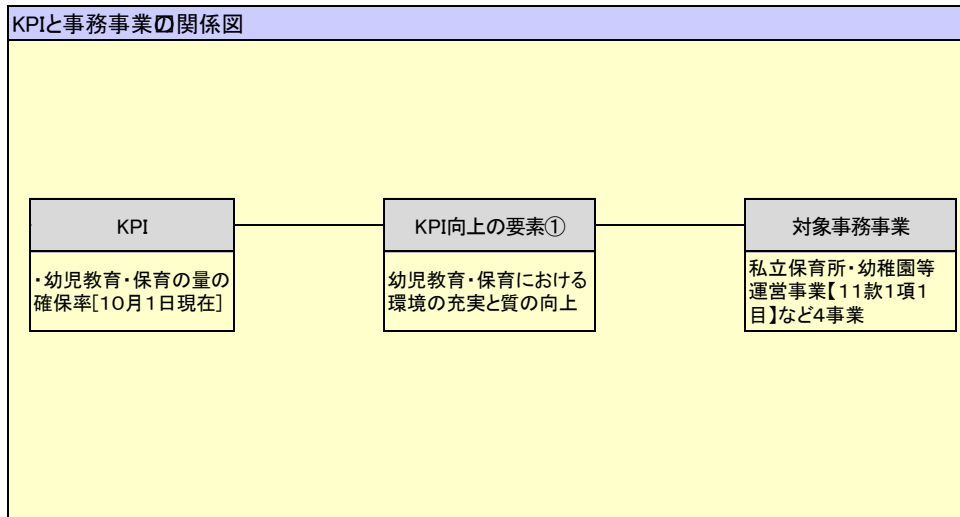 KPIと事務事業の関係図
KPI
・幼児教育・保育の量の
確保率[10月1日現在]
KPI向上の要素①
幼児教育・保育における
環境の充実と質の向上
対象事務事業
私立保育所・幼稚園等
運営事業【11款1項1
目】など4事業